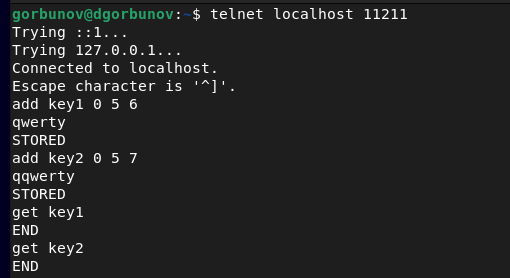 gorbunov@dgorbunov:~$ telnet localhost 11211
Trying ::1...
Trying 127.0.0.1...
Connected to localhost.
Escape character is '^]'.
add key1 0 5 6
qwerty
STORED
add key2 0 5 7
qqwerty
STORED
get key1
END
get key2
END